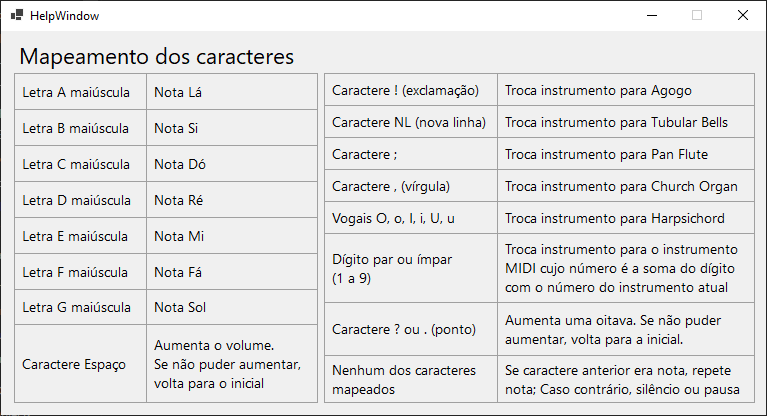 HelpWindow
Mapeamento dos caracteres
Letra A maiúscula
Nota Lá
Letra B maiúscula
Nota Si
Letra C maiúscula
Nota Dó
Letra D maiúscula
Nota Ré
Letra E maiúscula
Nota Mi
Letra F maiúscula
Nota Fá
Letra G maiúscula
Nota Sol
Caractere Espaço
Aumenta o volume.
Se não puder aumentar,
volta para o inicial
Caractere ! (exclamação)
Troca instrumento para Agogo
Caractere NL (nova linha)
Troca instrumento para Tubular Bells
Caractere ;
Troca instrumento para Pan Flute
Caractere , (vírgula)
Troca instrumento para Church Organ
Vogais O, o, I, i, U, u
Troca instrumento para Harpsichord
Dígito par ou ímpar
(1 a 9)
Troca instrumento para o instrumento
MIDI cujo número é a soma do dígito
com o número do instrumento atual
Caractere ? ou . (ponto)
Aumenta uma oitava. Se não puder
aumentar, volta para a inicial.
Nenhum dos caracteres
mapeados
Se caractere anterior era nota, repete
nota; Caso contrário, silêncio ou pausa